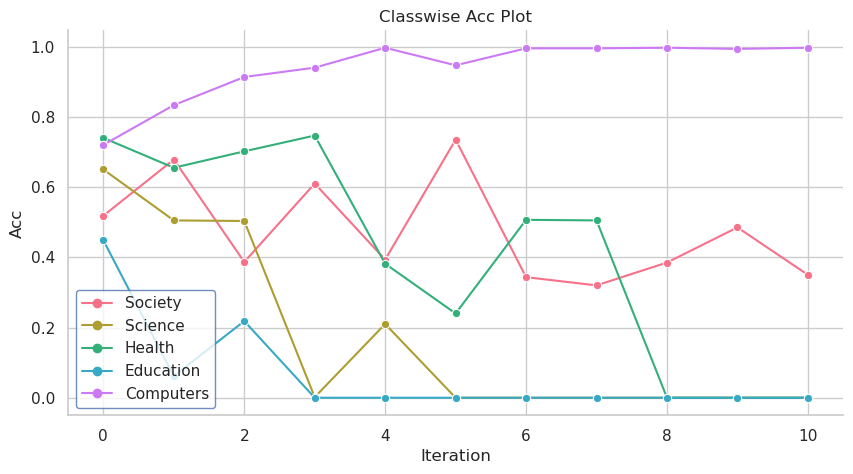 Classwise Acc Plot
Acc
1.0
0.8
0.6
0.4
0.2
0.0
Society
Science
Health
Education
Computers
0 2 4 6 8 10
Iteration